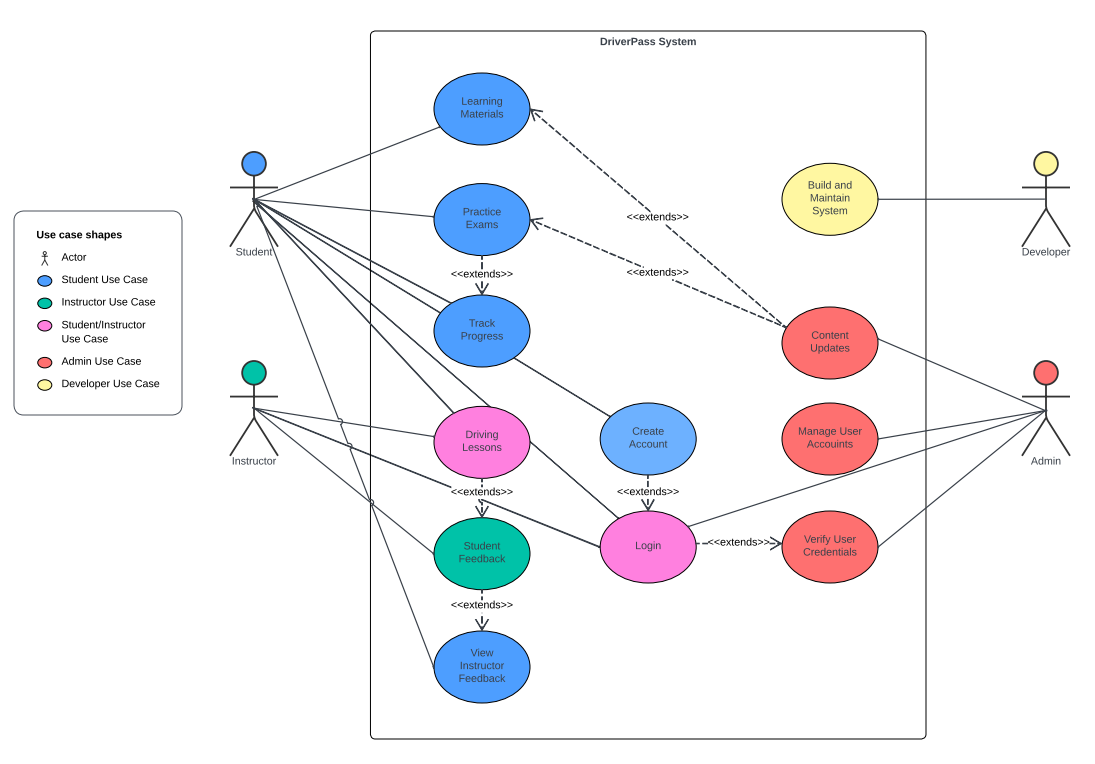 DriverPass System
Learning
Materials
Build and
Maintain
System
Practice
Exams
<<extends>>
Student
Developer
Use case shapes
Actor
Student Use Case
Instructor Use Case
Student/Instructor
Use Case
Admin Use Case
Developer Use Case
<<extends>>
<<extends>>
Track
Progress
Content
Updates
Driving
Lessons
Create
Account
Manage User
Accouints
Instructor
Admin
<<extends>>
<<extends>>
Student
Feedback
Login
<<extends>>
Verify User
Credentials
<<extends>>
View
Instructor
Feedback